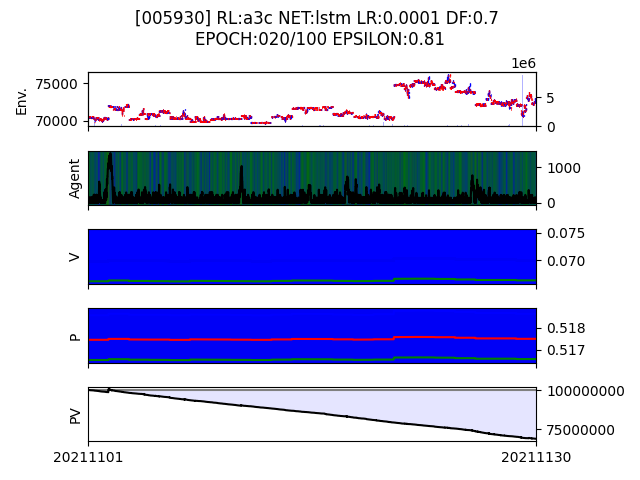 [005930] RL:a3c NET:lstm LR:0.0001 DF:0.7
EPOCH:020/100 EPSILON:0.81
1e6
Env.
75000
70000
5
0
Agent
1000
0
V
0.075
0.070
P
0.518
0.517
PV
100000000
75000000
20211101
20211130